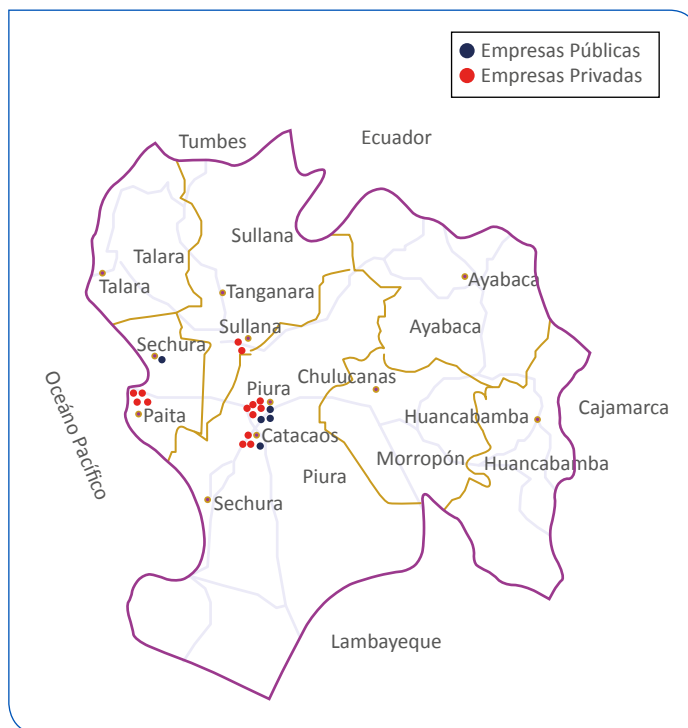 Empresas Públicas
Empresas Privadas
Tumbes
Ecuador
Sullana
Talara
Talara
Tanganara
Ayabaca
Ayabaca
Sullana
Sechura
Piura
Chulucanas
Paita
Huancabamba
Cajamarca
Oceáno Pacífico
Catacaos
Morropón
Huancabamba
Piura
Sechura
Lambayeque